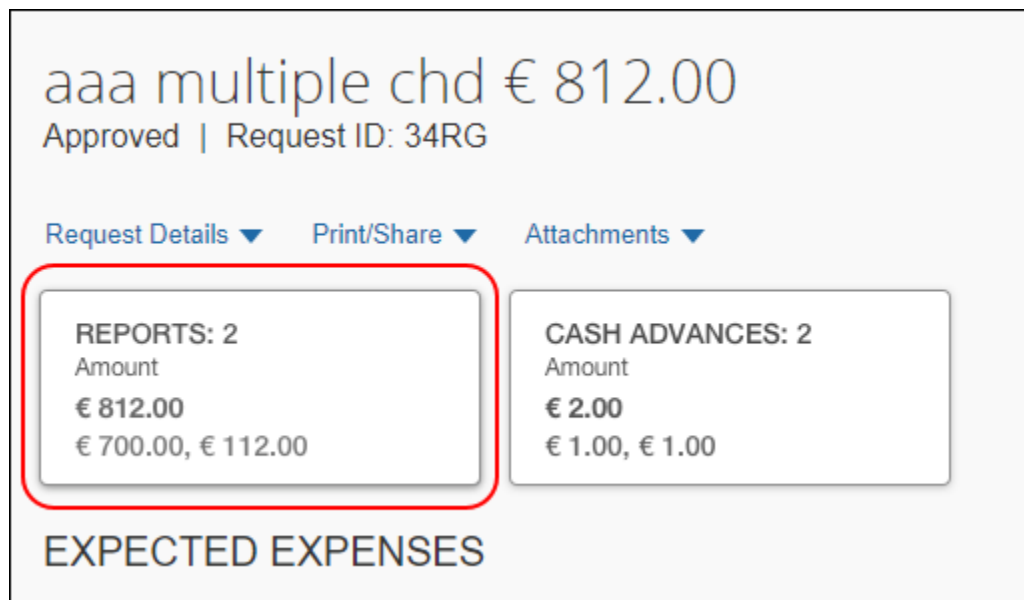 aaa multiple chd € 812.00
Approved | Request ID: 34RG
Request Details Print/Share Attachments
REPORTS: 2
Amount
€ 812.00
€ 700.00, € 112.00
CASH ADVANCES: 2
Amount
€ 2.00
€ 1.00, € 1.00
EXPECTED EXPENSES